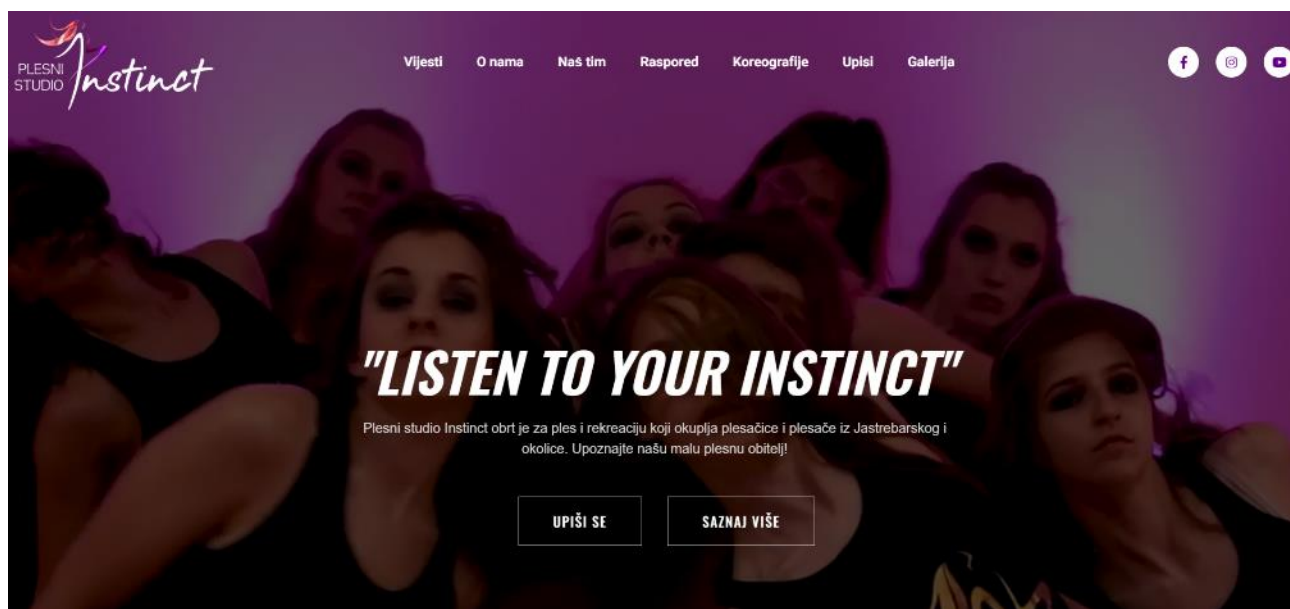 PLESNI
STUDIO
Instinct
Vijesti O nama Naš tim Raspored Koreografije Upisi Galerija
"LISTEN TO YOUR INSTINCT"
Plesni studio Instinct obrt je za ples i rekreaciju koji okuplja plesačice i plesače iz Jastrebarskog i
okolice. Upoznajte našu malu plesnu obitelj!
UPIŠI SE SAZNAJ VIŠE